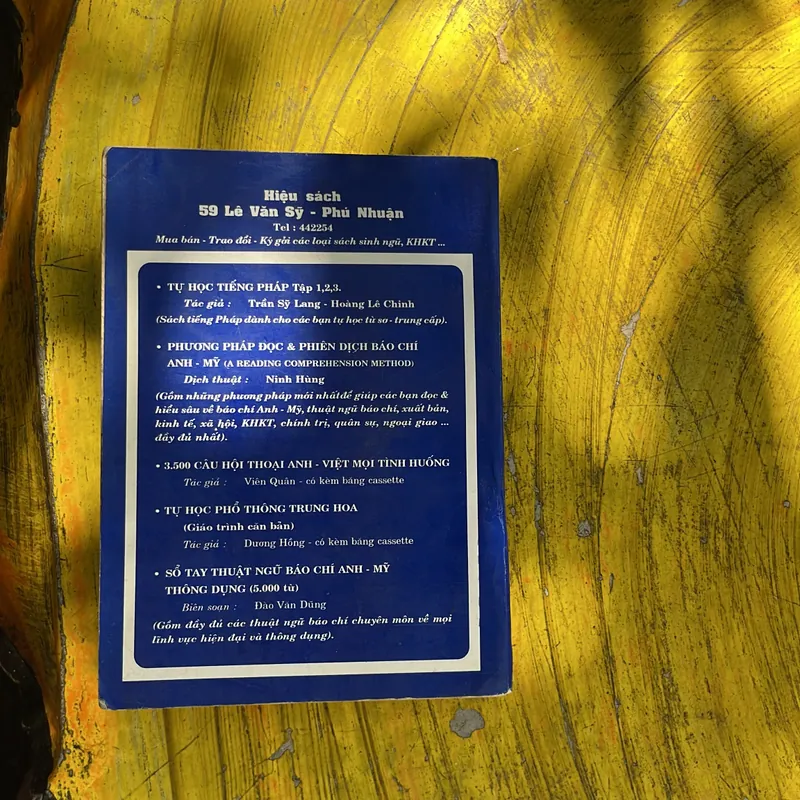 Hiệu sách
59 Lê Văn Sỹ - Phú Nhuận
Tel : 442254
Mua bán - Trao đổi - Ký gởi các loại sách sinh ngữ, KHKT ...
• TỰ HỌC TIẾNG PHÁP Tập 1,2,3.
Tác giả : Trần Sỹ Lang - Hoàng Lê Chinh
(Sách tiếng Pháp dành cho các bạn tự học từ sơ - trung cấp).
• PHƯƠNG PHÁP ĐỌC & PHIÊN DỊCH BÁO CHÍ
ANH - MỸ (A READING COMPREHENSION METHOD)
Dịch thuật : Ninh Hùng
(Gồm những phương pháp mới nhất để giúp các bạn đọc &
hiểu sâu về báo chí Anh - Mỹ, thuật ngữ báo chí, xuất bản,
kinh tế, xã hội, KHKT, chính trị, quân sự, ngoại giao ...
đầy đủ nhất).
• 3.500 CÂU HỘI THOẠI ANH - VIỆT MỌI TÌNH HUỐNG
Tác giả : Viên Quân - có kèm băng cassette
• TỰ HỌC PHỔ THÔNG TRUNG HOA
(Giáo trình căn bản)
Tác giả : Dương Hồng - có kèm băng cassette
• SỔ TAY THUẬT NGỮ BÁO CHÍ ANH - MỸ
THÔNG DỤNG (5.000 từ)
Biên soạn : Đào Văn Dũng
(Gồm đầy đủ các thuật ngữ báo chí chuyên môn về mọi
lĩnh vực hiện đại và thông dụng).